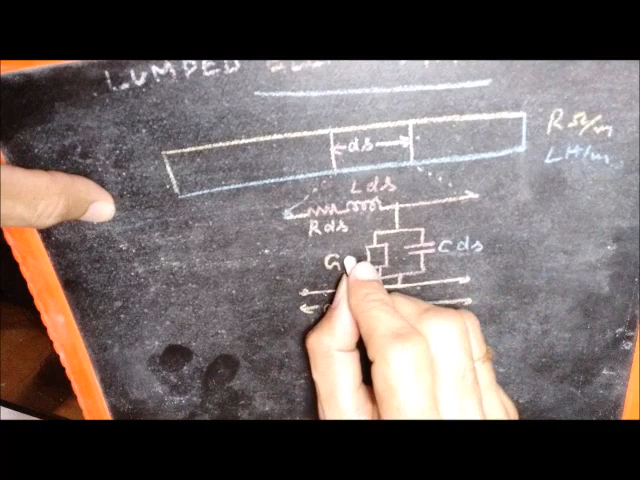 LUMPED
R Ω/m
ds
L H/m
L ds
R ds
C ds
G